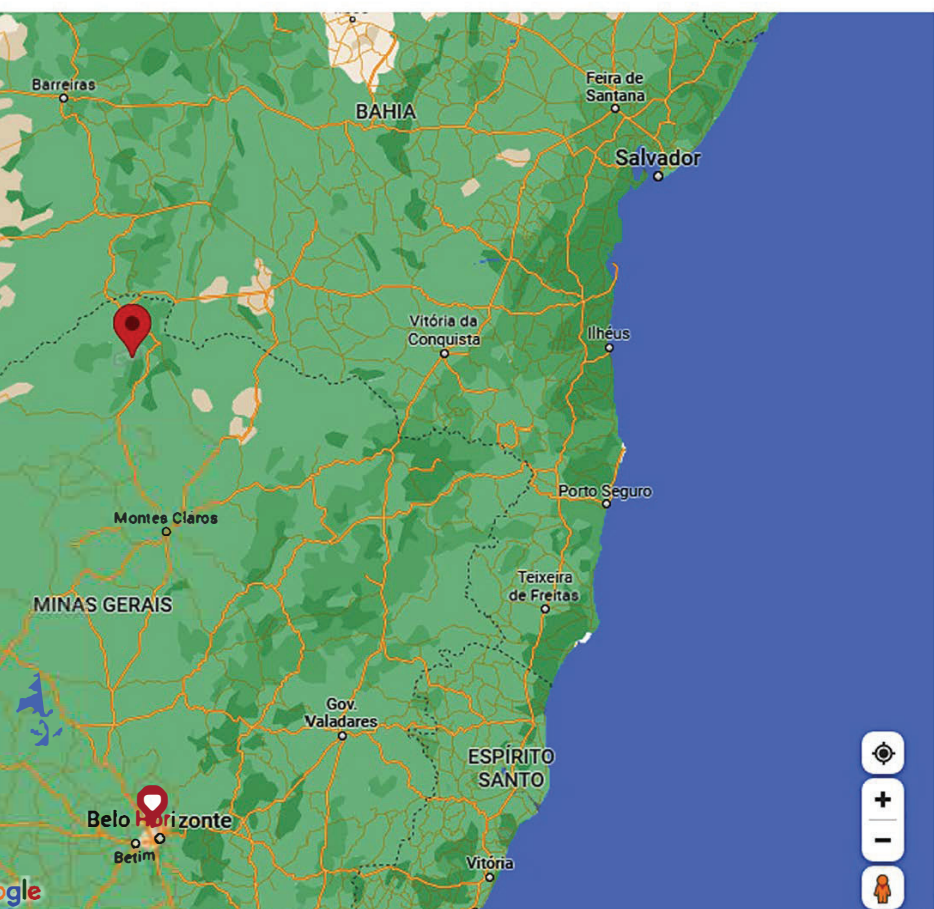 Barreiras
BAHIA
Feira de
Santana
Salvador
Vitória da
Conquista
Ilhéus
Porto Seguro
Montes Claros
Teixeira
de Freitas
MINAS GERAIS
Gov.
Valadares
ESPÍRITO
SANTO
Belo Horizonte
Betim
Vitória
ogle
+
−